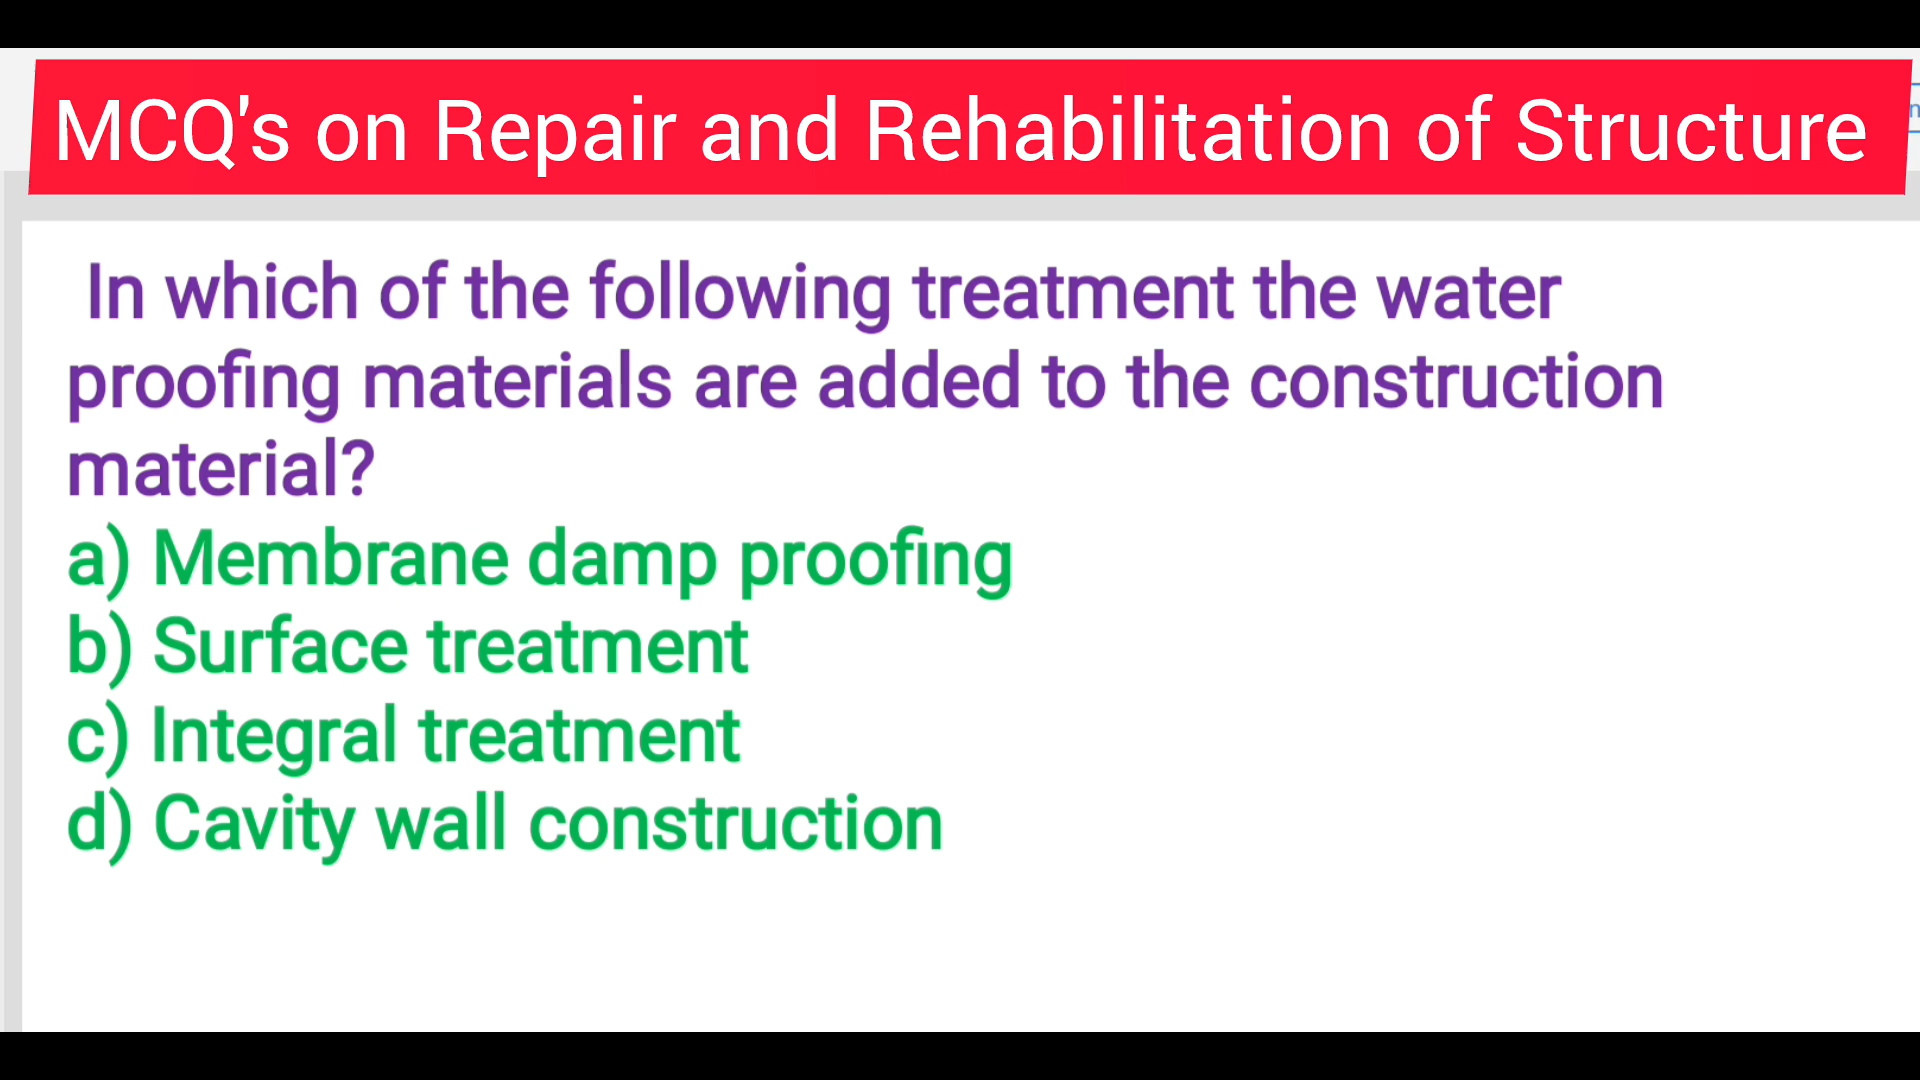 MCQ's on Repair and Rehabilitation of Structure
In which of the following treatment the water
proofing materials are added to the construction
material?
a) Membrane damp proofing
b) Surface treatment
c) Integral treatment
d) Cavity wall construction